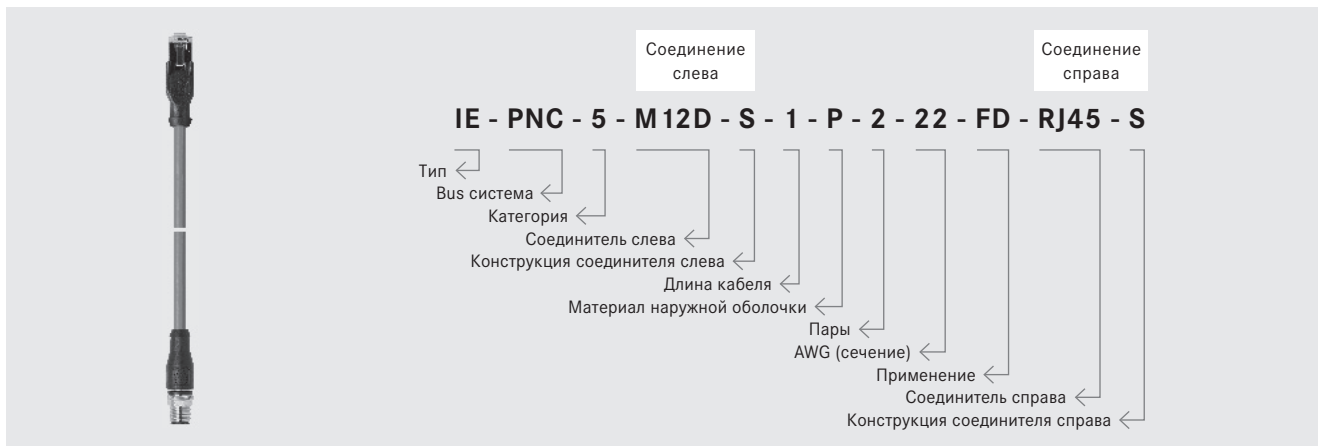 Соединение
слева
Соединение
справа
IE - PNC - 5 - M12D - S - 1 - P - 2 - 22 - FD - RJ45 - S
Тип
Bus система
Категория
Соединитель слева
Конструкция соединителя слева
Длина кабеля
Материал наружной оболочки
Пары
AWG (сечение)
Применение
Соединитель справа
Конструкция соединителя справа